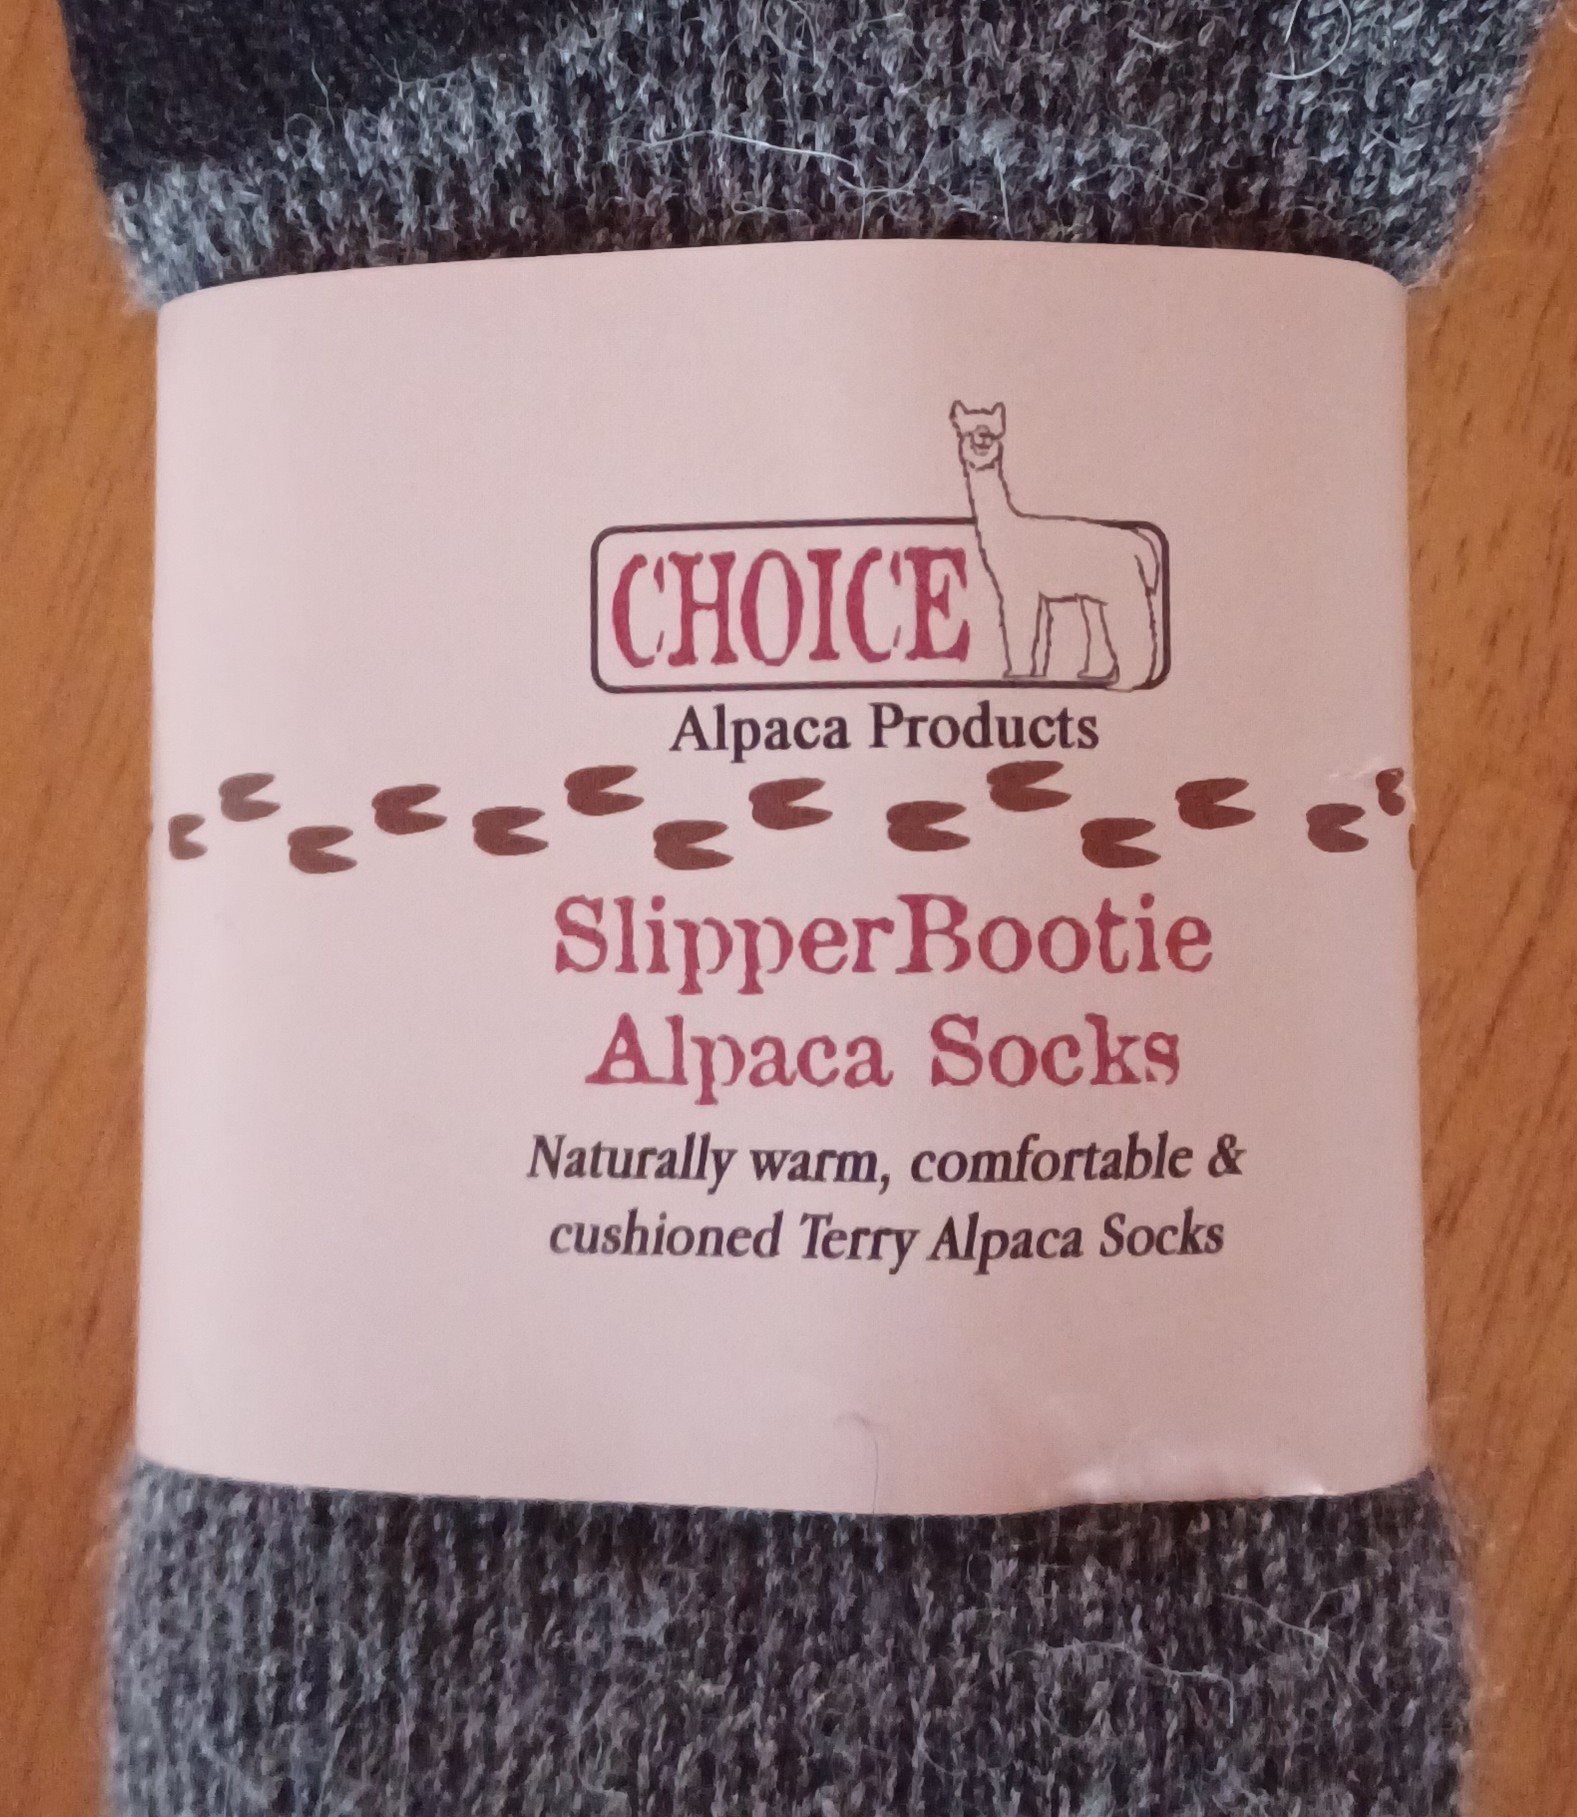 CHOICE
Alpaca Products
SlipperBootie
Alpaca Socks
Naturally warm, comfortable &
cushioned Terry Alpaca Socks